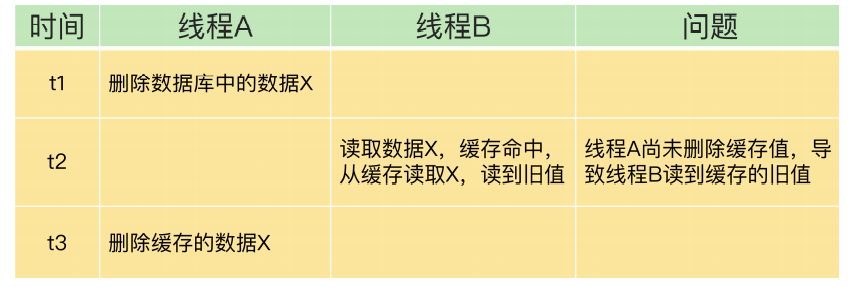 时间 线程A 线程B 问题
t1 删除数据库中的数据X
t2 读取数据X，缓存命中， 线程A尚未删除缓存值，导
从缓存读取X，读到旧值 致线程B读到缓存的旧值
t3 删除缓存的数据X